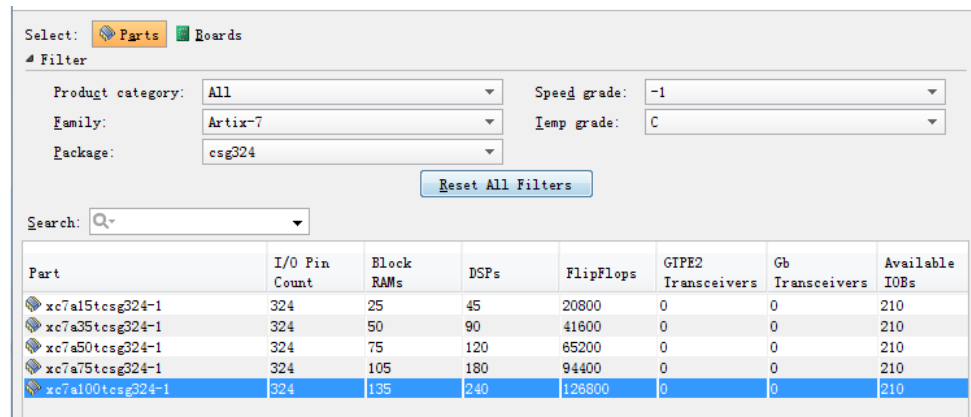 Select: Parts Boards
Filter
Product category: All Speed grade: -1
Family: Artix-7 Temp grade: C
Package: csg324
Reset All Filters
Search:
Part I/O Pin Count Block RAMs DSPs FlipFlops GTPE2 Transceivers Gb Transceivers Available IOBs
xc7a15tcsg324-1 324 25 45 20800 0 0 210
xc7a35tcsg324-1 324 50 90 41600 0 0 210
xc7a50tcsg324-1 324 75 120 65200 0 0 210
xc7a75tcsg324-1 324 105 180 94400 0 0 210
xc7a100tcsg324-1 324 135 240 126800 0 0 210